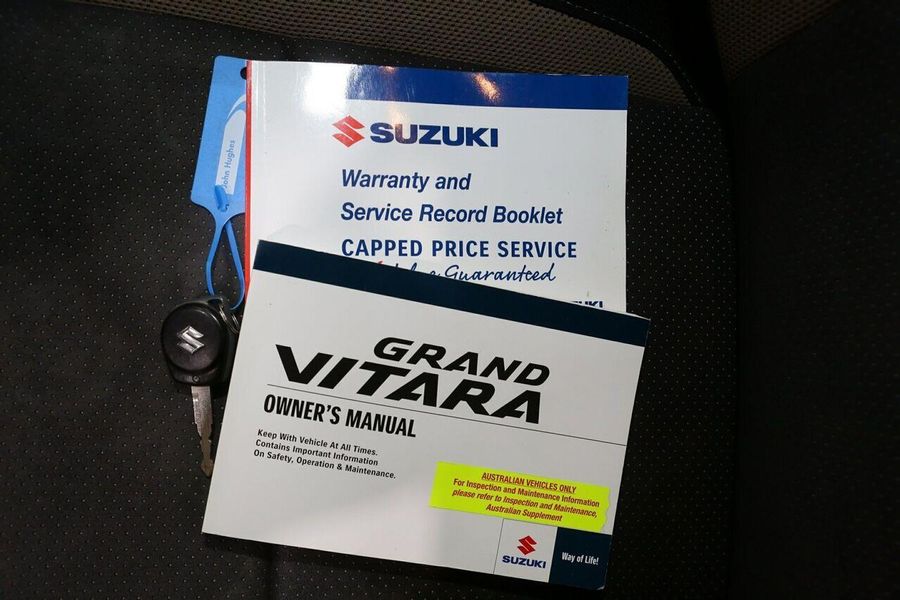 John Hughes
SUZUKI
Warranty and
Service Record Booklet
CAPPED PRICE SERVICE
Guaranteed
GRAND
VITARA
OWNER'S MANUAL
Keep With Vehicle At All Times.
Contains Important Information
On Safety, Operation & Maintenance.
AUSTRALIAN VEHICLES ONLY
For Inspection and Maintenance Information
please refer to Inspection and Maintenance,
Australian Supplement
SUZUKI
Way of Life!